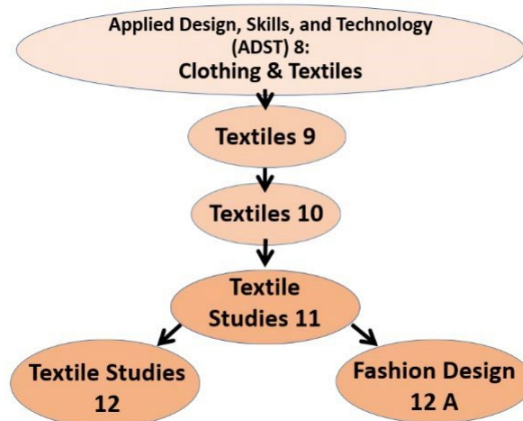 Applied Design, Skills, and Technology
(ADST) 8:
Clothing & Textiles
Textiles 9
Textiles 10
Textile
Studies 11
Textile Studies
12
Fashion Design
12 A